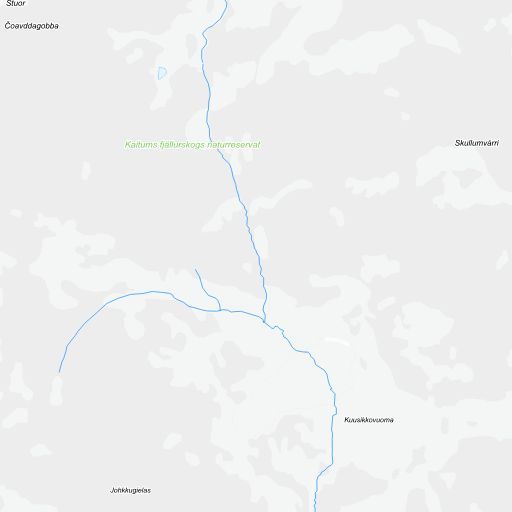 Stuor
Čoavddagobba
Kaitums fjällurskogs naturreservat
Skullumvárri
Kuusikkovuoma
Johkkugielas